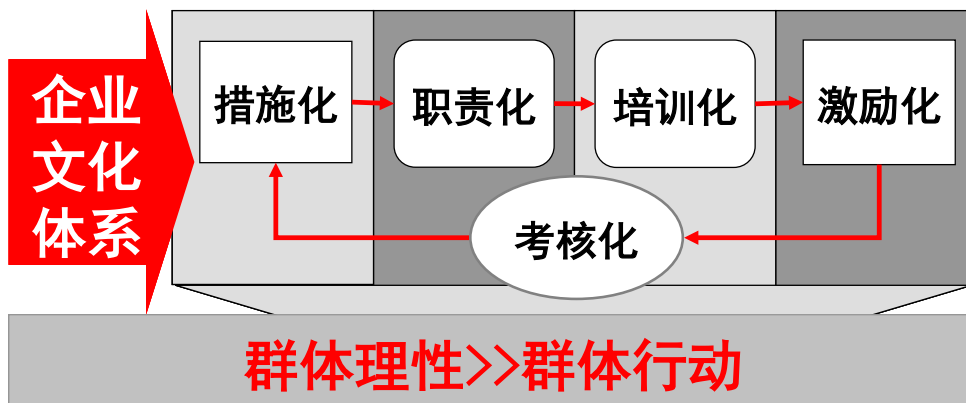 企业
文化
体系
措施化
职责化
培训化
激励化
考核化
群体理性>>群体行动